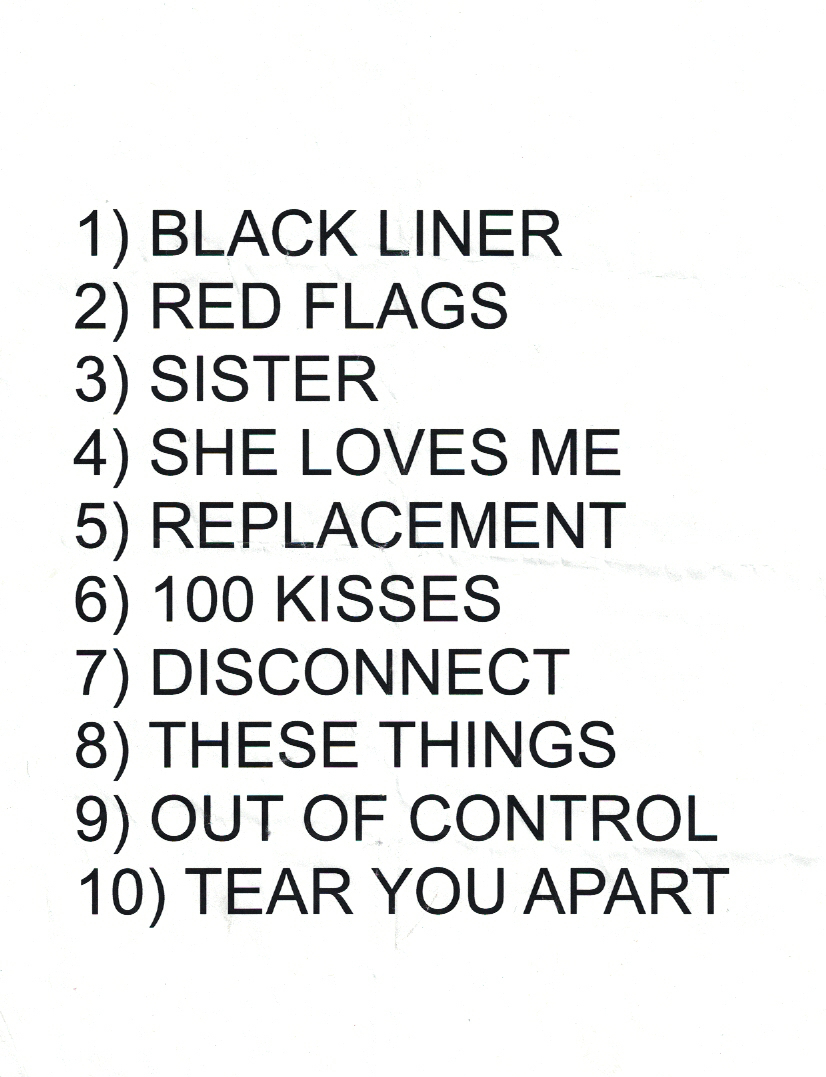 1) BLACK LINER
2) RED FLAGS
3) SISTER
4) SHE LOVES ME
5) REPLACEMENT
6) 100 KISSES
7) DISCONNECT
8) THESE THINGS
9) OUT OF CONTROL
10) TEAR YOU APART